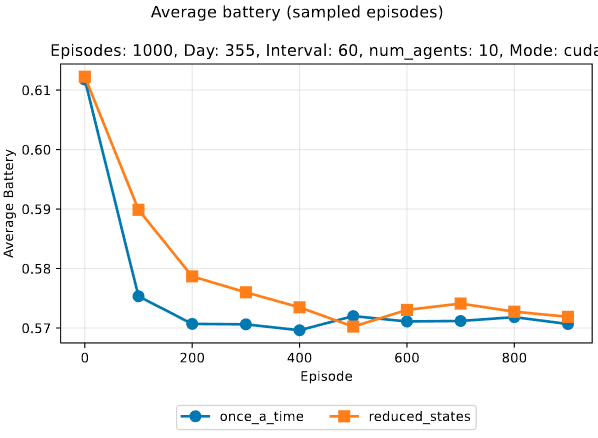 Average battery (sampled episodes)
Episodes: 1000, Day: 355, Interval: 60, num_agents: 10, Mode: cuda
0.61
0.60
0.59
0.58
0.57
Average Battery
0 200 400 600 800
Episode
once_a_time reduced_states